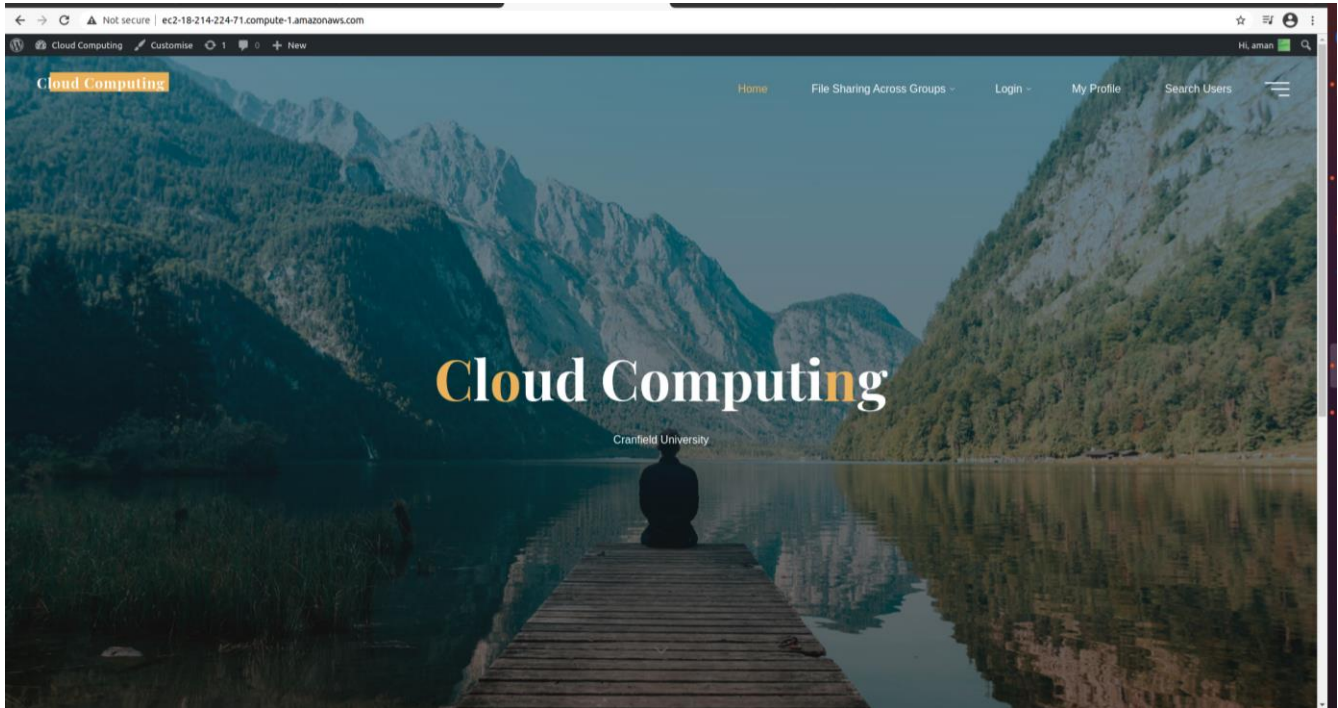 Not secure | ec2-18-214-224-71.compute-1.amazonaws.com
Cloud Computing Customise 1 0 + New Hi, aman
Cloud Computing Home File Sharing Across Groups Login My Profile Search Users
Cloud Computing
Cranfield University